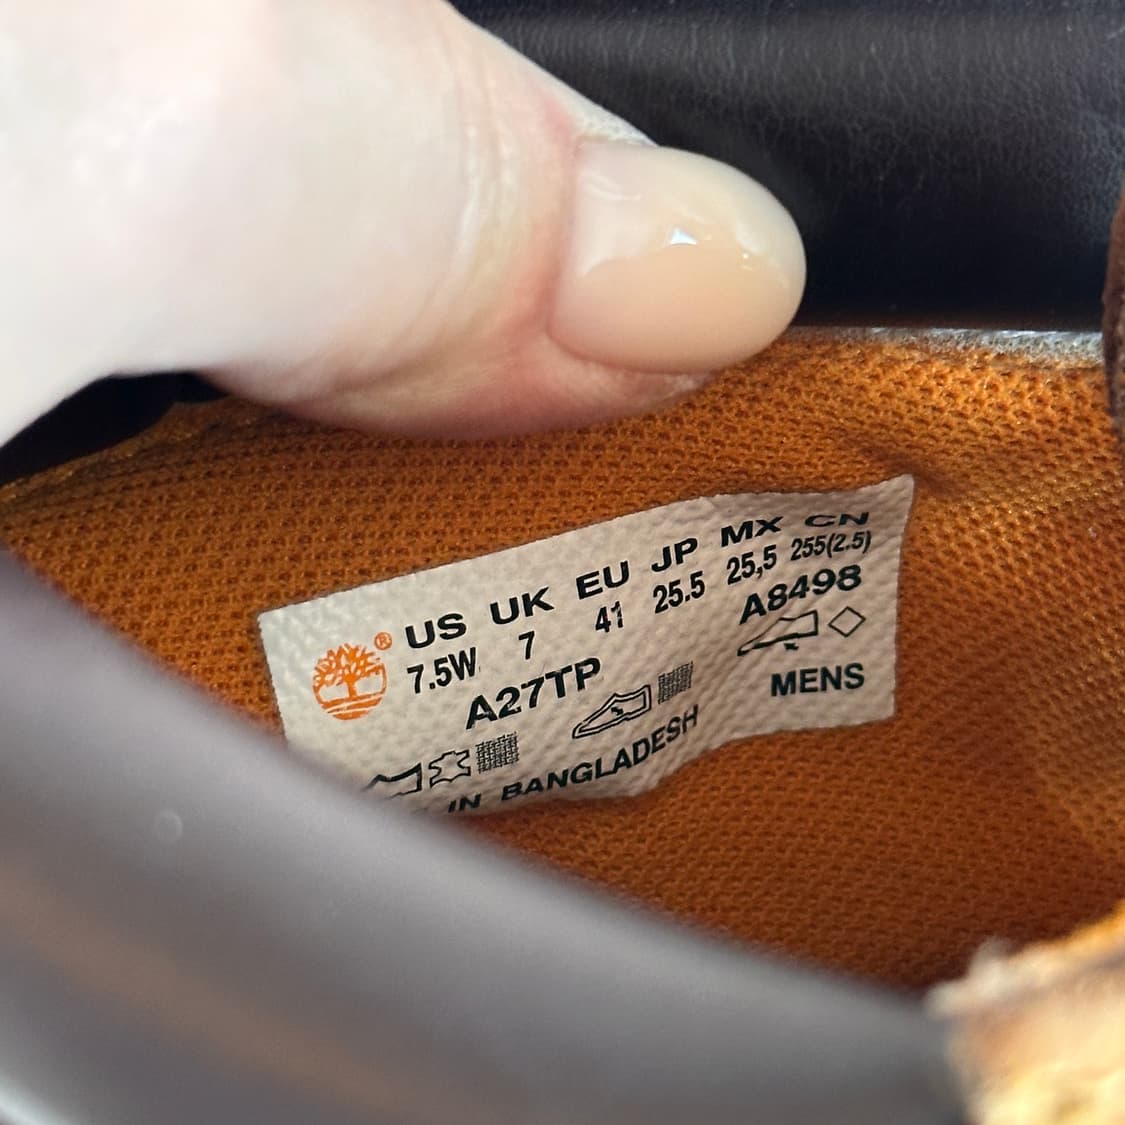 ® US UK EU JP MX CN
7.5W 7 41 25.5 25,5 255(2.5)
A27TP A8498
MENS
IN BANGLADESH